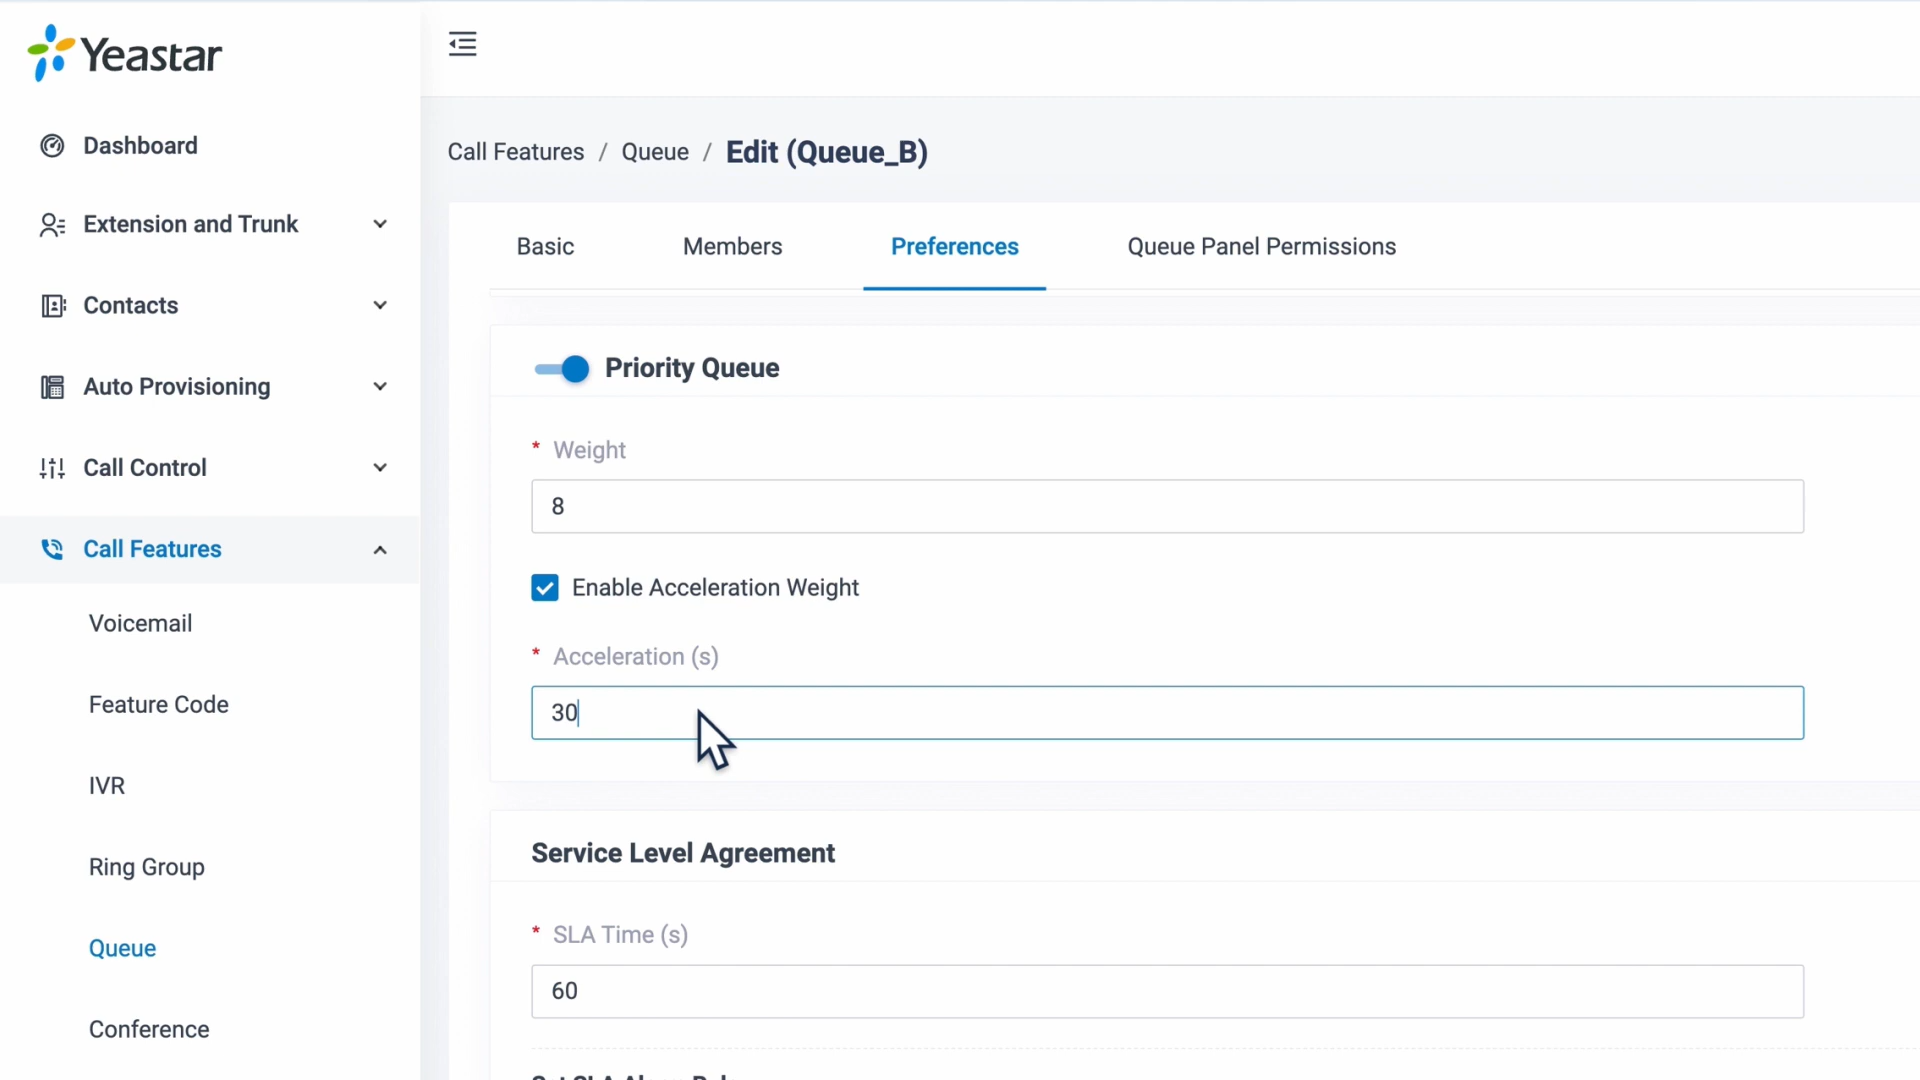 Yeastar
Dashboard
Extension and Trunk
Contacts
Auto Provisioning
Call Control
Call Features
Voicemail
Feature Code
IVR
Ring Group
Queue
Conference
Call Features / Queue / Edit (Queue_B)
Basic Members Preferences Queue Panel Permissions
Priority Queue
* Weight
8
Enable Acceleration Weight
* Acceleration (s)
30
Service Level Agreement
* SLA Time (s)
60